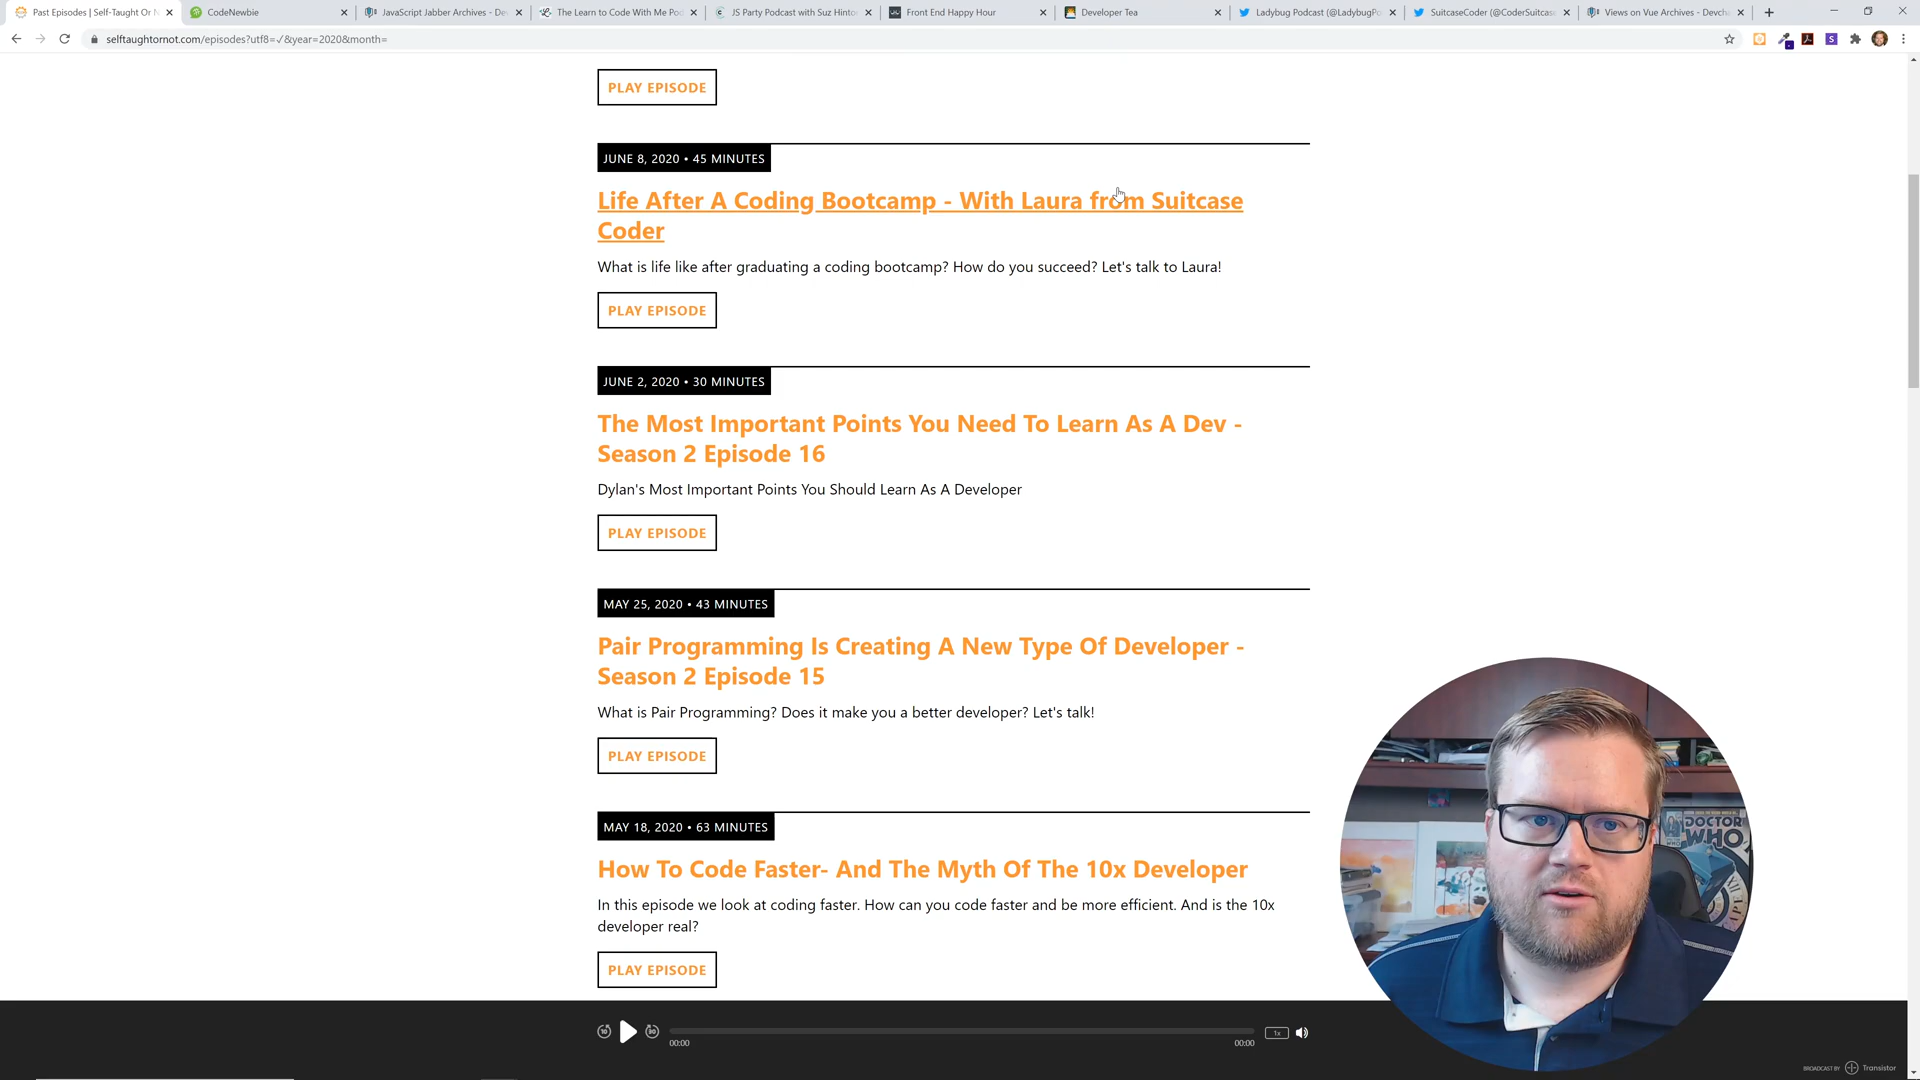 Past Episodes | Self-Taught Or N
CodeNewbie
JavaScript Jabber Archives - De
The Learn to Code With Me Po
JS Party Podcast with Suz Hinto
Front End Happy Hour
Developer Tea
Ladybug Podcast (@LadybugPo
SuitcaseCoder (@CoderSuitcas
Views on Vue Archives - Devch
selftaughtornot.com/episodes?utf8=✓&year=2020&month=
PLAY EPISODE
JUNE 8, 2020 • 45 MINUTES
Life After A Coding Bootcamp - With Laura from Suitcase
Coder
What is life like after graduating a coding bootcamp? How do you succeed? Let's talk to Laura!
PLAY EPISODE
JUNE 2, 2020 • 30 MINUTES
The Most Important Points You Need To Learn As A Dev -
Season 2 Episode 16
Dylan's Most Important Points You Should Learn As A Developer
PLAY EPISODE
MAY 25, 2020 • 43 MINUTES
Pair Programming Is Creating A New Type Of Developer -
Season 2 Episode 15
What is Pair Programming? Does it make you a better developer? Let's talk!
PLAY EPISODE
MAY 18, 2020 • 63 MINUTES
How To Code Faster- And The Myth Of The 10x Developer
In this episode we look at coding faster. How can you code faster and be more efficient. And is the 10x
developer real?
PLAY EPISODE
DOCTOR
WHO
00:00
00:00
1x
BROADCAST BY
Transistor